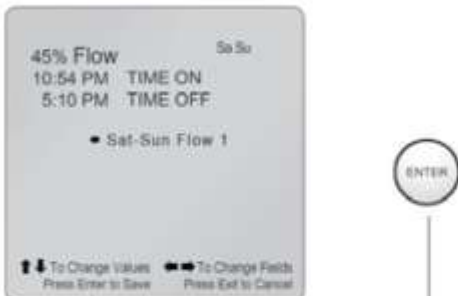 45% Flow Sa Su
10:54 PM TIME ON
5:10 PM TIME OFF
Sat-Sun Flow 1
To Change Values To Change Fields
Press Enter to Save Press Exit to Cancel
ENTER